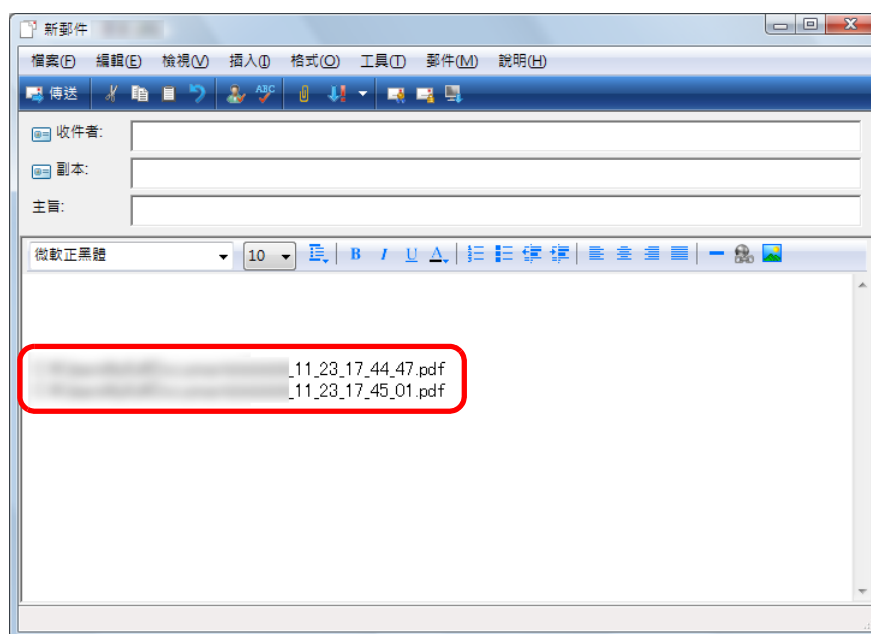 新郵件
檔案(F) 編輯(E) 檢視(V) 插入(I) 格式(O) 工具(T) 郵件(M) 說明(H)
傳送 ABC
收件者:
副本:
主旨:
微軟正黑體 10 B I U A
_11_23_17_44_47.pdf
_11_23_17_45_01.pdf